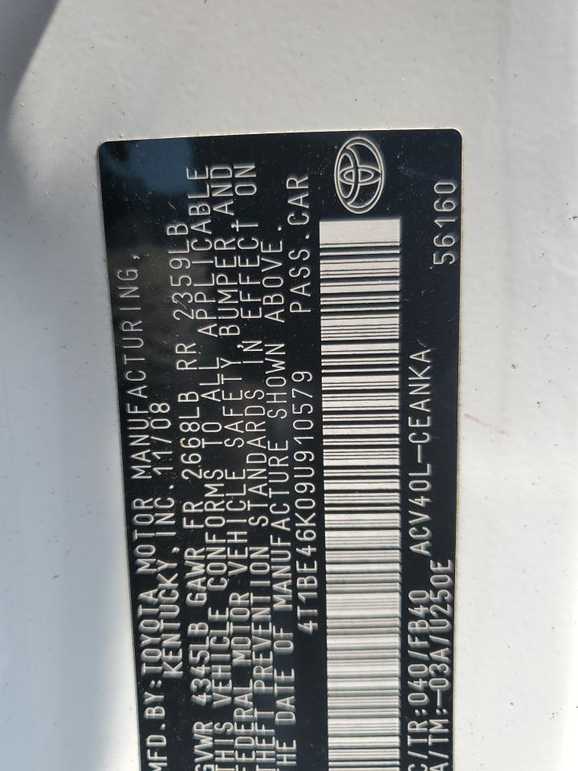 MFD.BY:TOYOTA MOTOR MANUFACTURING,
KENTUCKY, INC 11/08
GVWR 4345LB GAWR FR 2668LB RR 2359LB
THIS VEHICLE CONFORMS TO ALL APPLICABLE
FEDERAL MOTOR VEHICLE SAFETY, BUMPER, AND
THEFT PREVENTION STANDARDS IN EFFECT ON
THE DATE OF MANUFACTURE SHOWN ABOVE.
4T1BE46K09U910579 PASS.CAR
C/TR:040/FB40 ACV40L-CEANKA 56160
A/TM:-03A/U250E